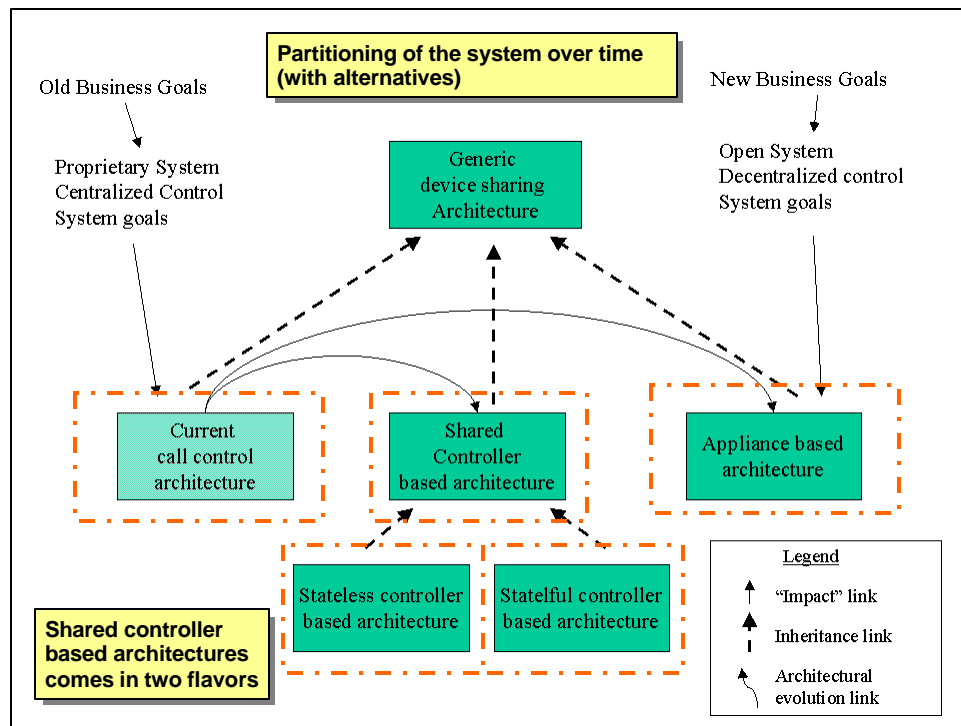 Partitioning of the system over time
(with alternatives)
Old Business Goals
New Business Goals
Proprietary System
Centralized Control
System goals
Generic
device sharing
Architecture
Open System
Decentralized control
System goals
Current
call control
architecture
Shared
Controller
based architecture
Appliance based
architecture
Stateless controller
based architecture
Statelful controller
based architecture
Shared controller
based architectures
comes in two flavors
Legend
“Impact” link
Inheritance link
Architectural
evolution link